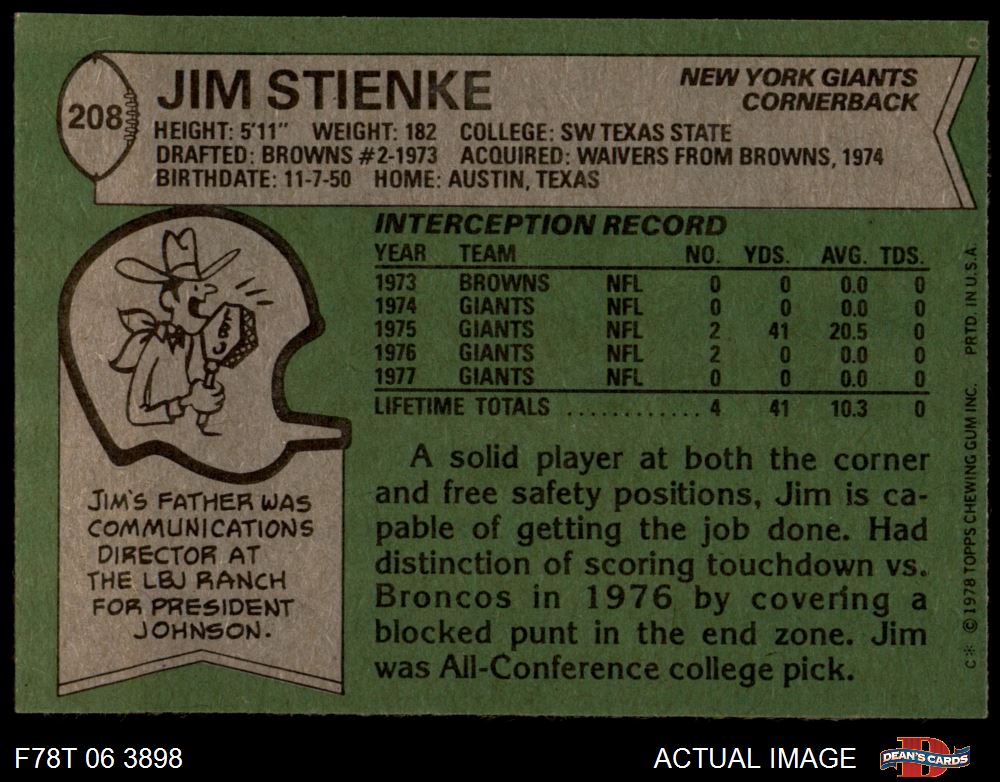 208
JIM STIENKE
NEW YORK GIANTS
CORNERBACK
HEIGHT: 5'11" WEIGHT: 182 COLLEGE: SW TEXAS STATE
DRAFTED: BROWNS #2-1973 ACQUIRED: WAIVERS FROM BROWNS, 1974
BIRTHDATE: 11-7-50 HOME: AUSTIN, TEXAS
INTERCEPTION RECORD
YEAR TEAM NO. YDS. AVG. TDS.
1973 BROWNS NFL 0 0 0.0 0
1974 GIANTS NFL 0 0 0.0 0
1975 GIANTS NFL 2 41 20.5 0
1976 GIANTS NFL 2 0 0.0 0
1977 GIANTS NFL 0 0 0.0 0
LIFETIME TOTALS ............ 4 41 10.3 0
JIM'S FATHER WAS
COMMUNICATIONS
DIRECTOR AT
THE LBJ RANCH
FOR PRESIDENT
JOHNSON.
A solid player at both the corner
and free safety positions, Jim is ca-
pable of getting the job done. Had
distinction of scoring touchdown vs.
Broncos in 1976 by covering a
blocked punt in the end zone. Jim
was All-Conference college pick.
C** ©1978 TOPPS CHEWING GUM INC. PRTD. IN U.S.A.
F78T 06 3898
ACTUAL IMAGE
DEAN'S CARDS